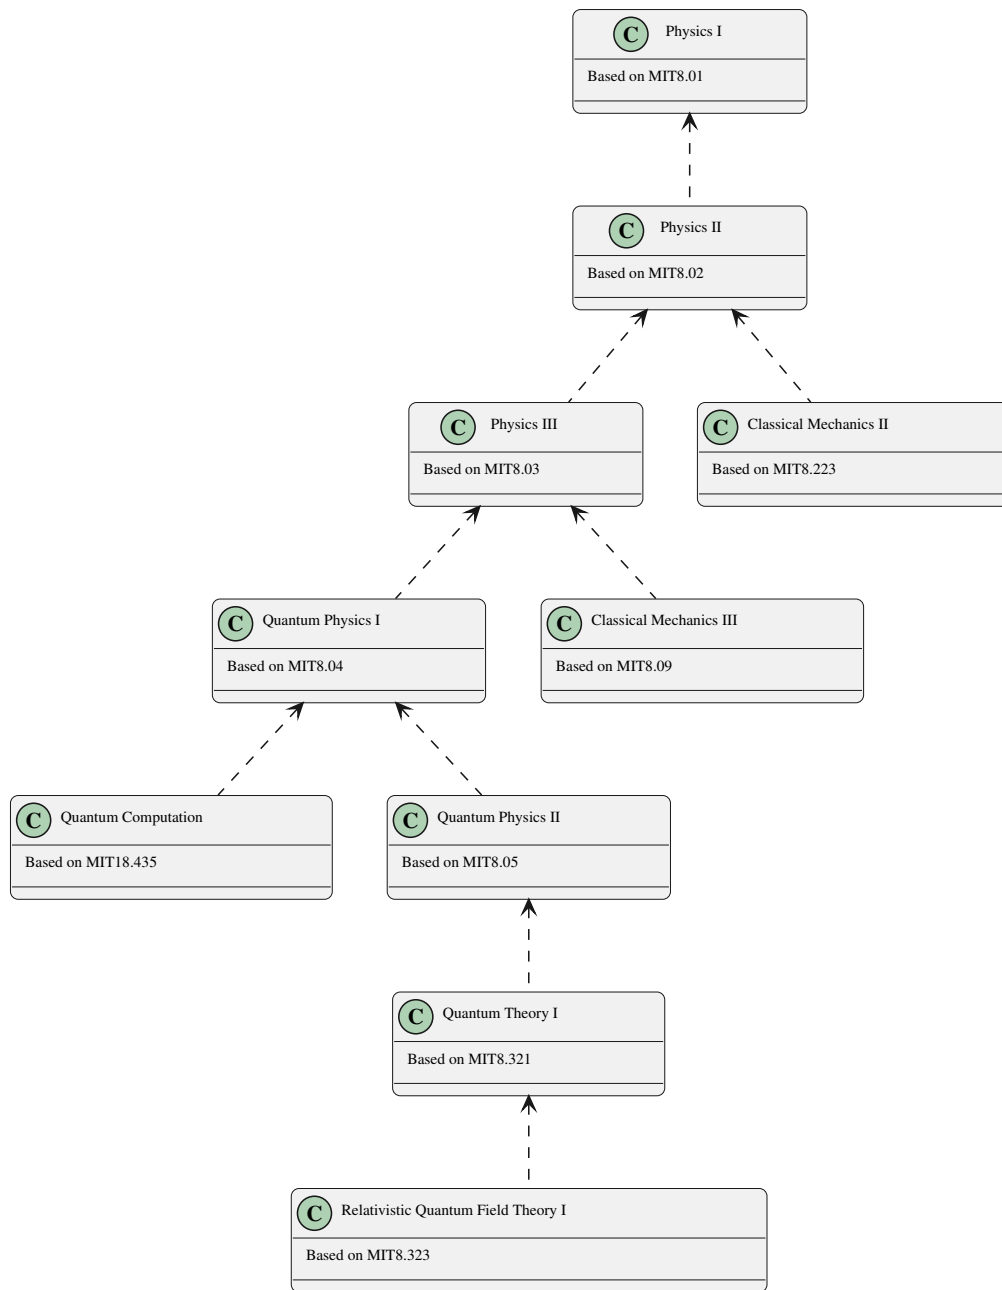 C Physics I
Based on MIT8.01
C Physics II
Based on MIT8.02
C Physics III
Based on MIT8.03
C Classical Mechanics II
Based on MIT8.223
C Quantum Physics I
Based on MIT8.04
C Classical Mechanics III
Based on MIT8.09
C Quantum Computation
Based on MIT18.435
C Quantum Physics II
Based on MIT8.05
C Quantum Theory I
Based on MIT8.321
C Relativistic Quantum Field Theory I
Based on MIT8.323